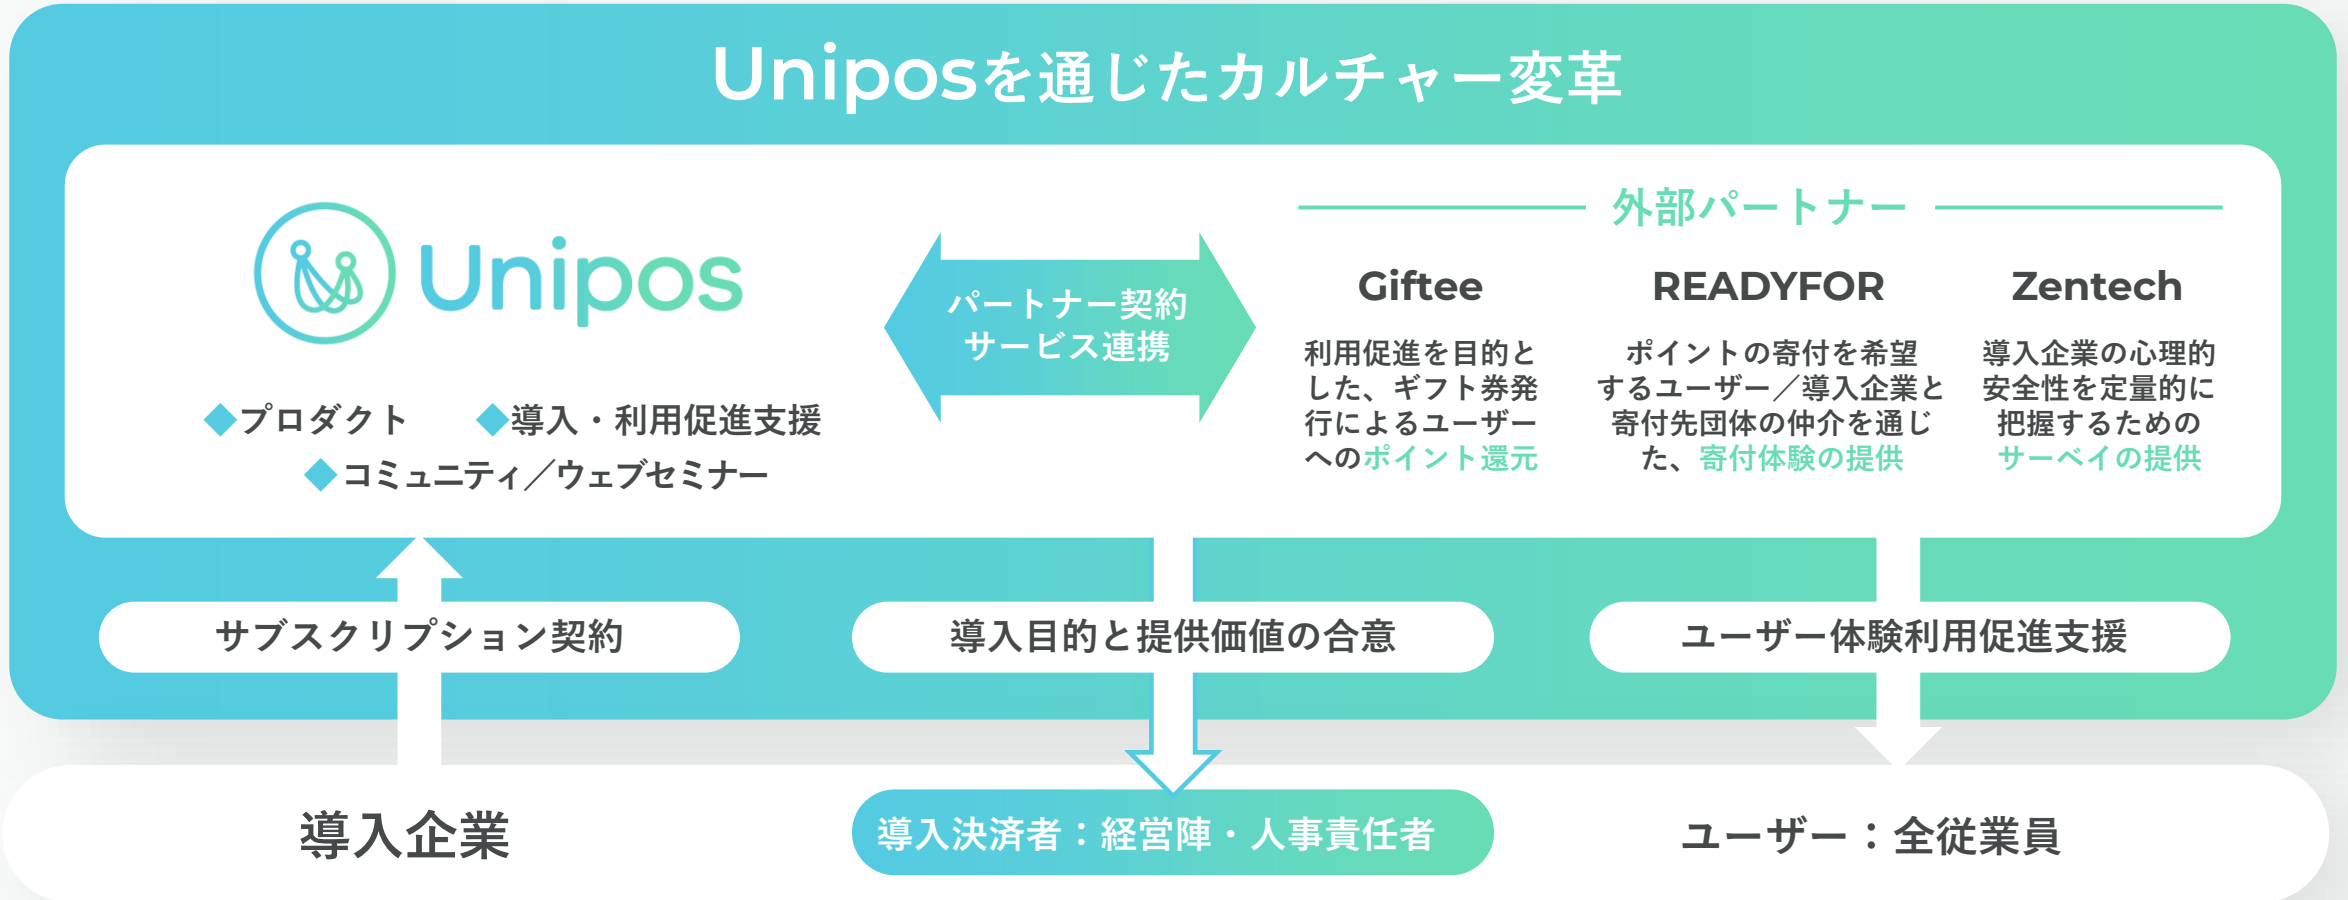 Uniposを通じたカルチャー変革
Unipos
◆プロダクト ◆導入・利用促進支援
◆コミュニティ／ウェブセミナー
パートナー契約
サービス連携
外部パートナー
Giftee
利用促進を目的と
した、ギフト券発
行によるユーザー
へのポイント還元
READYFOR
ポイントの寄付を希望
するユーザー／導入企業と
寄付先団体の仲介を通じ
た、寄付体験の提供
Zentech
導入企業の心理的
安全性を定量的に
把握するための
サーベイの提供
サブスクリプション契約
導入目的と提供価値の合意
ユーザー体験利用促進支援
導入企業
導入決済者：経営陣・人事責任者
ユーザー：全従業員